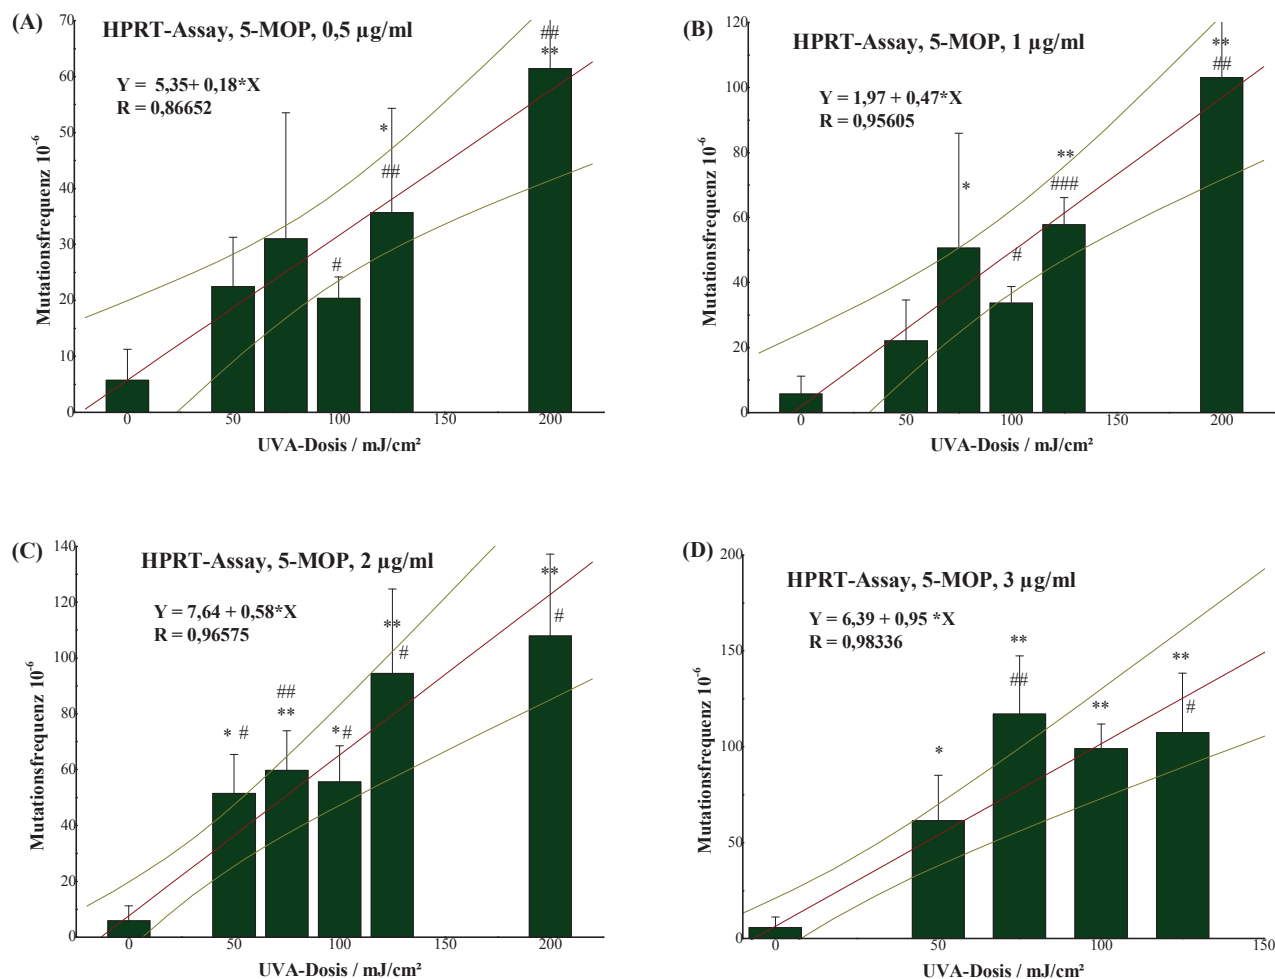 (A)
HPRT-Assay, 5-MOP, 0,5 µg/ml
Y = 5,35+ 0,18*X
R = 0,86652
Mutationsfrequenz 10⁻⁶
70
60
50
40
30
20
10
0
#
*
##
##
**
0 50 100 150 200
UVA-Dosis / mJ/cm²
(B)
HPRT-Assay, 5-MOP, 1 µg/ml
Y = 1,97 + 0,47*X
R = 0,95605
Mutationsfrequenz 10⁻⁶
120
100
80
60
40
20
0
*
#
**
###
**
##
0 50 100 150 200
UVA-Dosis / mJ/cm²
(C)
HPRT-Assay, 5-MOP, 2 µg/ml
Y = 7,64 + 0,58*X
R = 0,96575
Mutationsfrequenz 10⁻⁶
140
120
100
80
60
40
20
0
* #
##
**
*#
**
#
**
#
0 50 100 150 200
UVA-Dosis / mJ/cm²
(D)
HPRT-Assay, 5-MOP, 3 µg/ml
Y = 6,39 + 0,95 *X
R = 0,98336
Mutationsfrequenz 10⁻⁶
200
150
100
50
0
*
**
##
**
**
#
0 50 100 150
UVA-Dosis / mJ/cm²